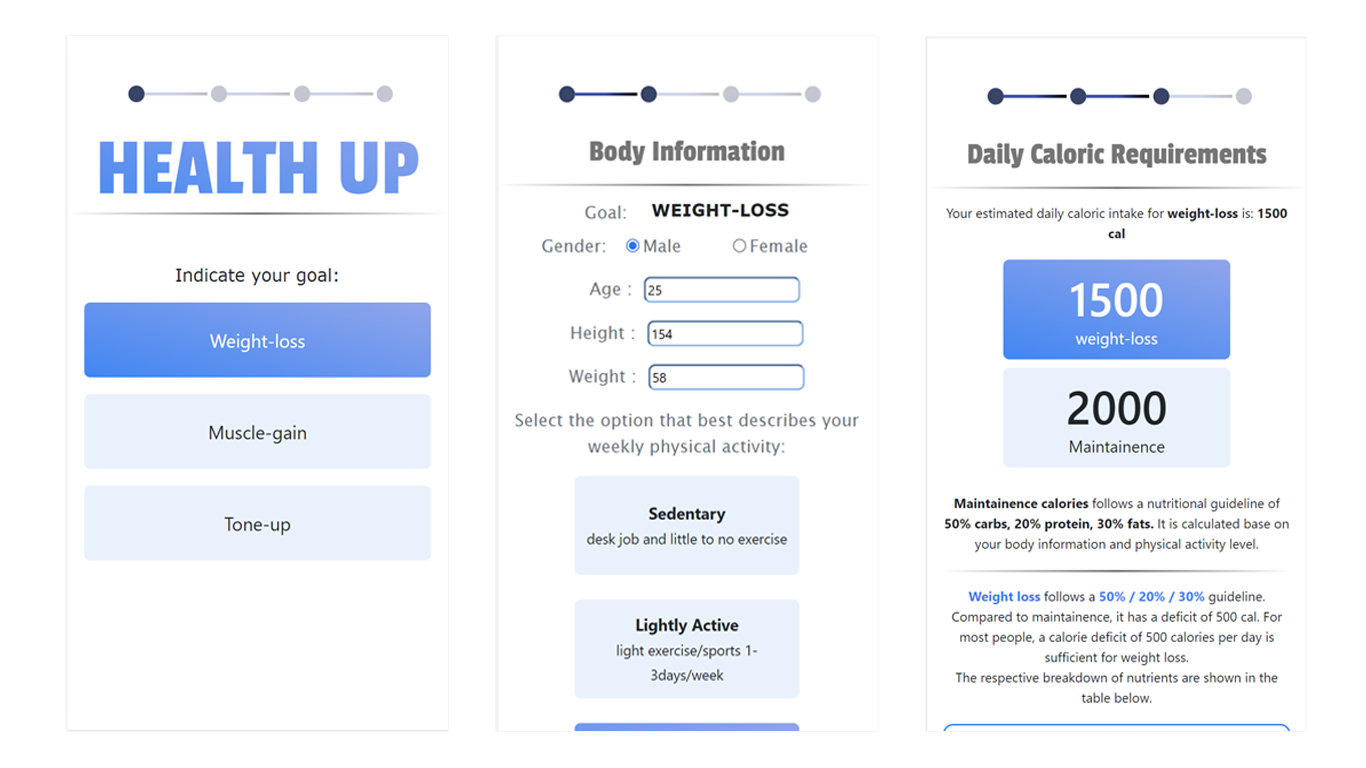 HEALTH UP
Indicate your goal:
Weight-loss
Muscle-gain
Tone-up
Body Information
Goal: WEIGHT-LOSS
Gender: Male Female
Age : 25
Height : 154
Weight : 58
Select the option that best describes your
weekly physical activity:
Sedentary
desk job and little to no exercise
Lightly Active
light exercise/sports 1-
3days/week
Daily Caloric Requirements
Your estimated daily caloric intake for weight-loss is: 1500
cal
1500
weight-loss
2000
Maintainence
Maintainence calories follows a nutritional guideline of
50% carbs, 20% protein, 30% fats. It is calculated base on
your body information and physical activity level.
Weight loss follows a 50% / 20% / 30% guideline.
Compared to maintainence, it has a deficit of 500 cal. For
most people, a calorie deficit of 500 calories per day is
sufficient for weight loss.
The respective breakdown of nutrients are shown in the
table below.